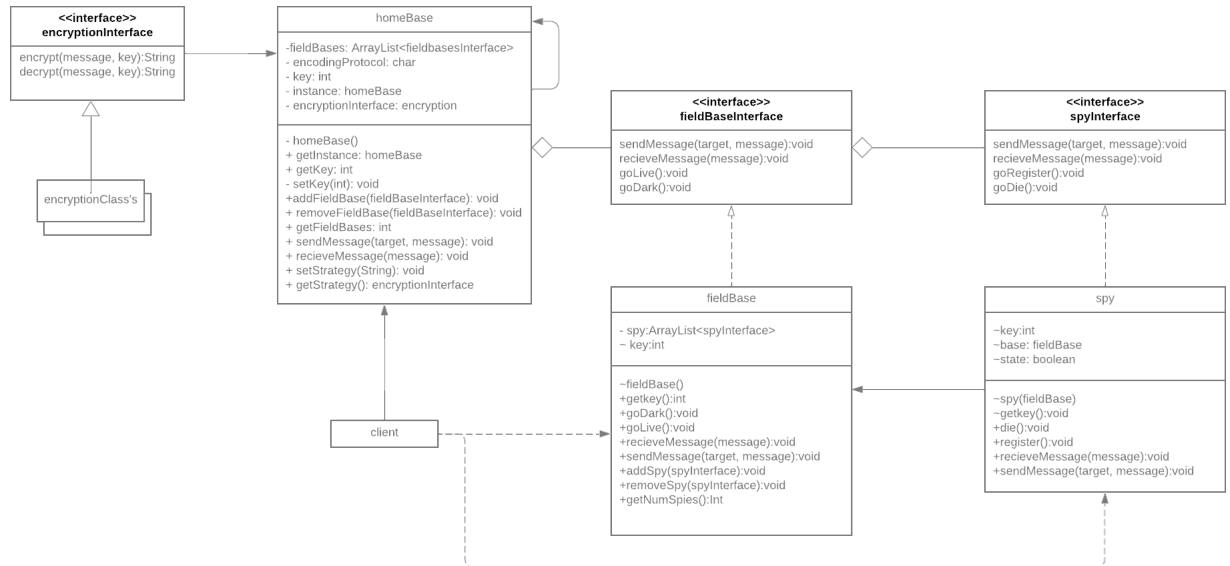 <<interface>>
encryptionInterface
encrypt(message, key):String
decrypt(message, key):String
encryptionClass's
homeBase
-fieldBases: ArrayList<fieldbasesInterface>
- encodingProtocol: char
- key: int
- instance: homeBase
- encryptionInterface: encryption
- homeBase()
+ getInstance: homeBase
+ getKey: int
- setKey(int): void
+addFieldBase(fieldBaseInterface): void
+ removeFieldBase(fieldBaseInterface): void
+ getFieldBases: int
+ sendMessage(target, message): void
+ recieveMessage(message): void
+ setStrategy(String): void
+ getStrategy(): encryptionInterface
client
<<interface>>
fieldBaseInterface
sendMessage(target, message):void
recieveMessage(message):void
goLive():void
goDark():void
fieldBase
- spy:ArrayList<spyInterface>
~ key:int
~fieldBase()
+getkey():int
+goDark():void
+goLive():void
+recieveMessage(message):void
+sendMessage(target, message):void
+addSpy(spyInterface):void
+removeSpy(spyInterface):void
+getNumSpies():Int
<<interface>>
spyInterface
sendMessage(target, message):void
recieveMessage(message):void
goRegister():void
goDie():void
spy
~key:int
~base: fieldBase
~state: boolean
~spy(fieldBase)
~getkey():void
+die():void
+register():void
+recieveMessage(message):void
+sendMessage(target, message):void